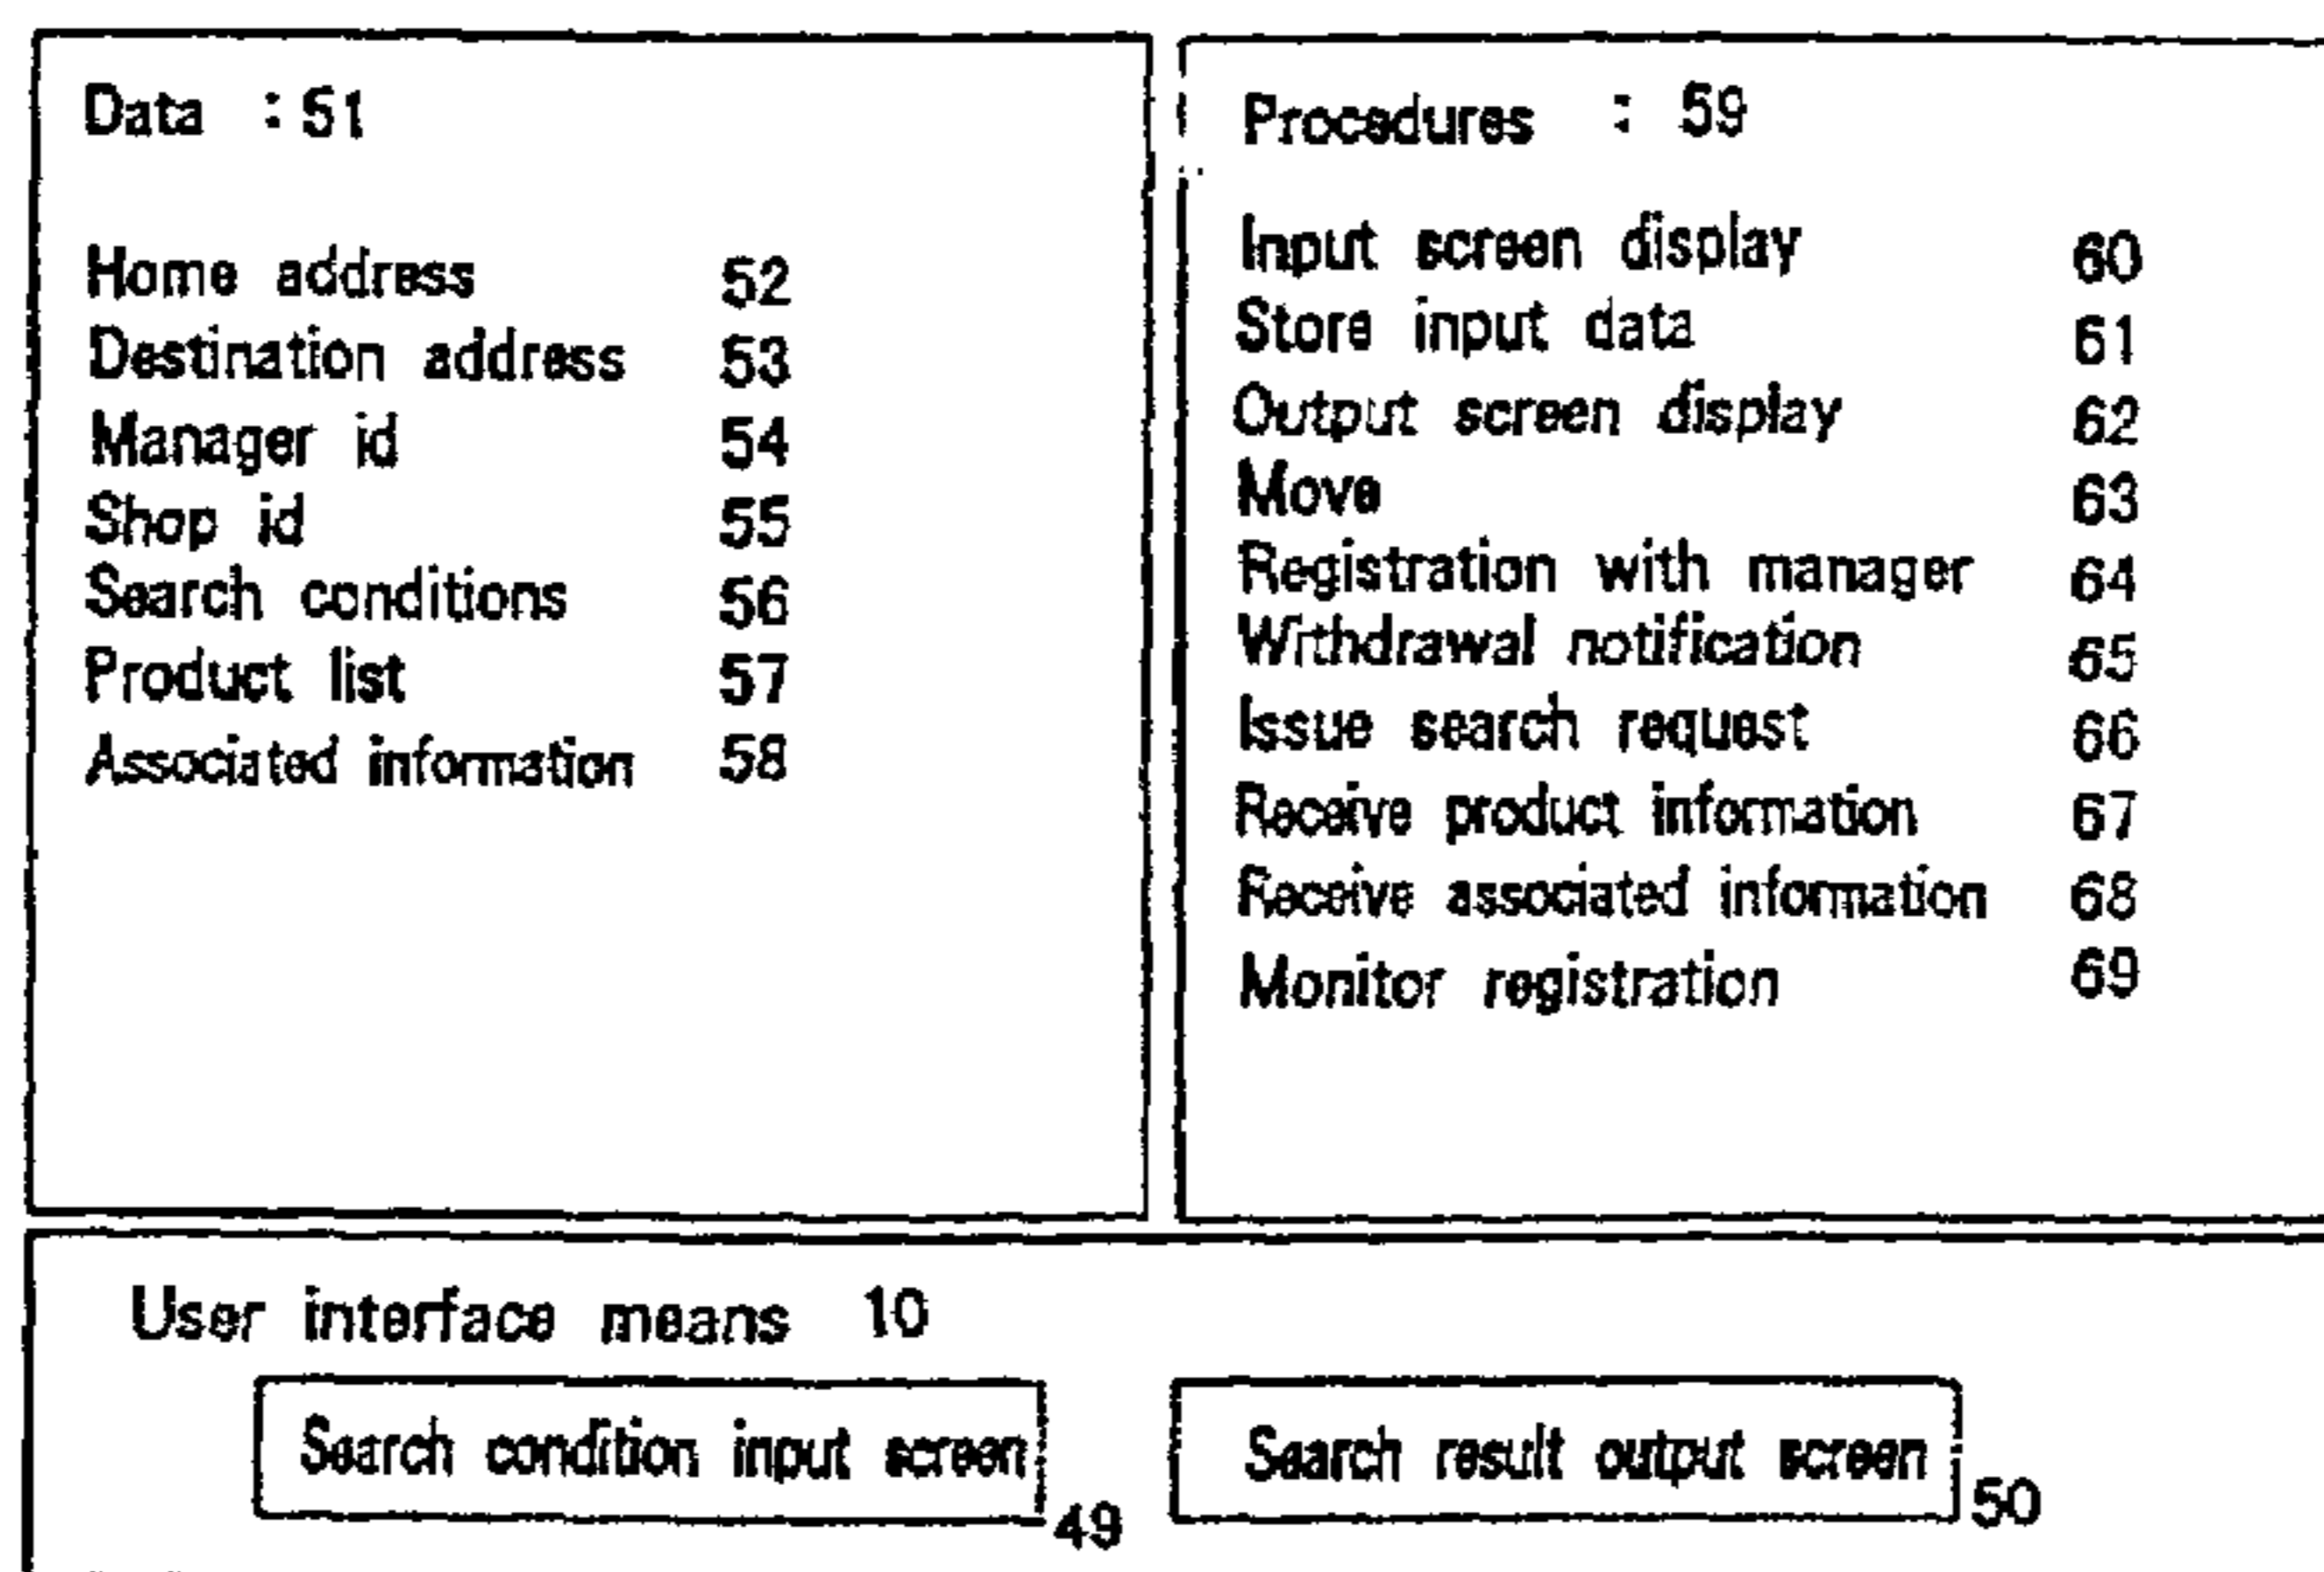 Data : 51
Home address 52
Destination address 53
Manager id 54
Shop id 55
Search conditions 56
Product list 57
Associated information 58
Procedures : 59
Input screen display 60
Store input data 61
Output screen display 62
Move 63
Registration with manager 64
Withdrawal notification 65
Issue search request 66
Receive product information 67
Receive associated information 68
Monitor registration 69
User interface means 10
Search condition input screen 49
Search result output screen 50